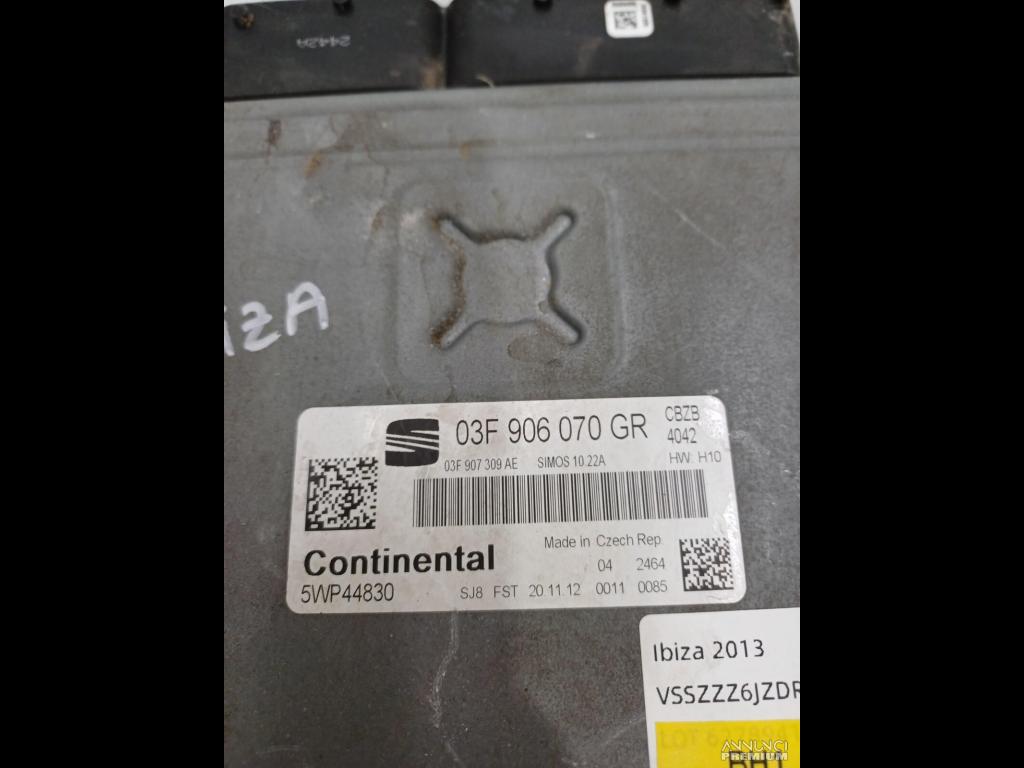 2442A
IZA
03F 906 070 GR
CBZB
4042
03F 907 309 AE SIMOS 10.22A
HW: H10
Made in Czech Rep.
Continental
04 2464
5WP44830
SJ8 FST 20.11.12 0011 0085
Ibiza 2013
VSSZZZ6JZDR
ANNUNCI
PREMIUM